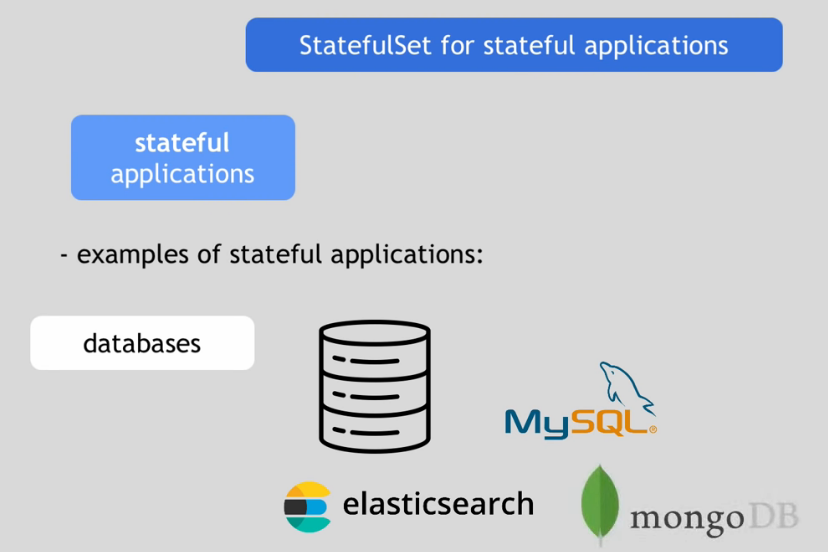 StatefulSet for stateful applications
stateful
applications
- examples of stateful applications:
databases
MySQL®
elasticsearch
mongoDB